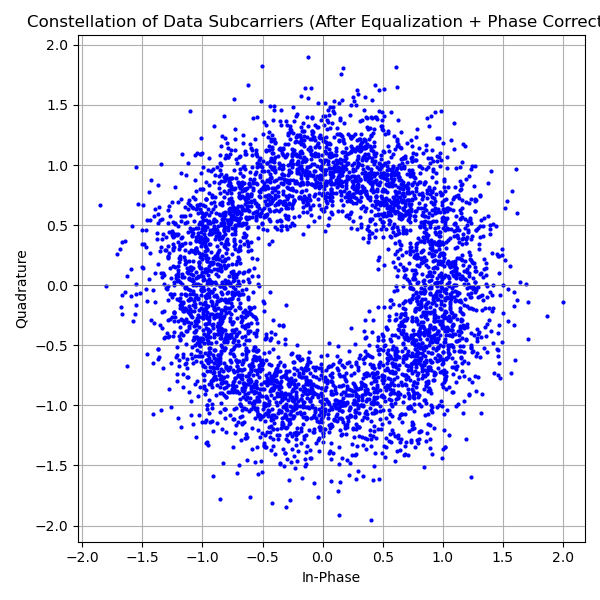 Constellation of Data Subcarriers (After Equalization + Phase Correct
2.0
1.5
1.0
0.5
0.0
−0.5
−1.0
−1.5
−2.0
Quadrature
−2.0 −1.5 −1.0 −0.5 0.0 0.5 1.0 1.5 2.0
In-Phase